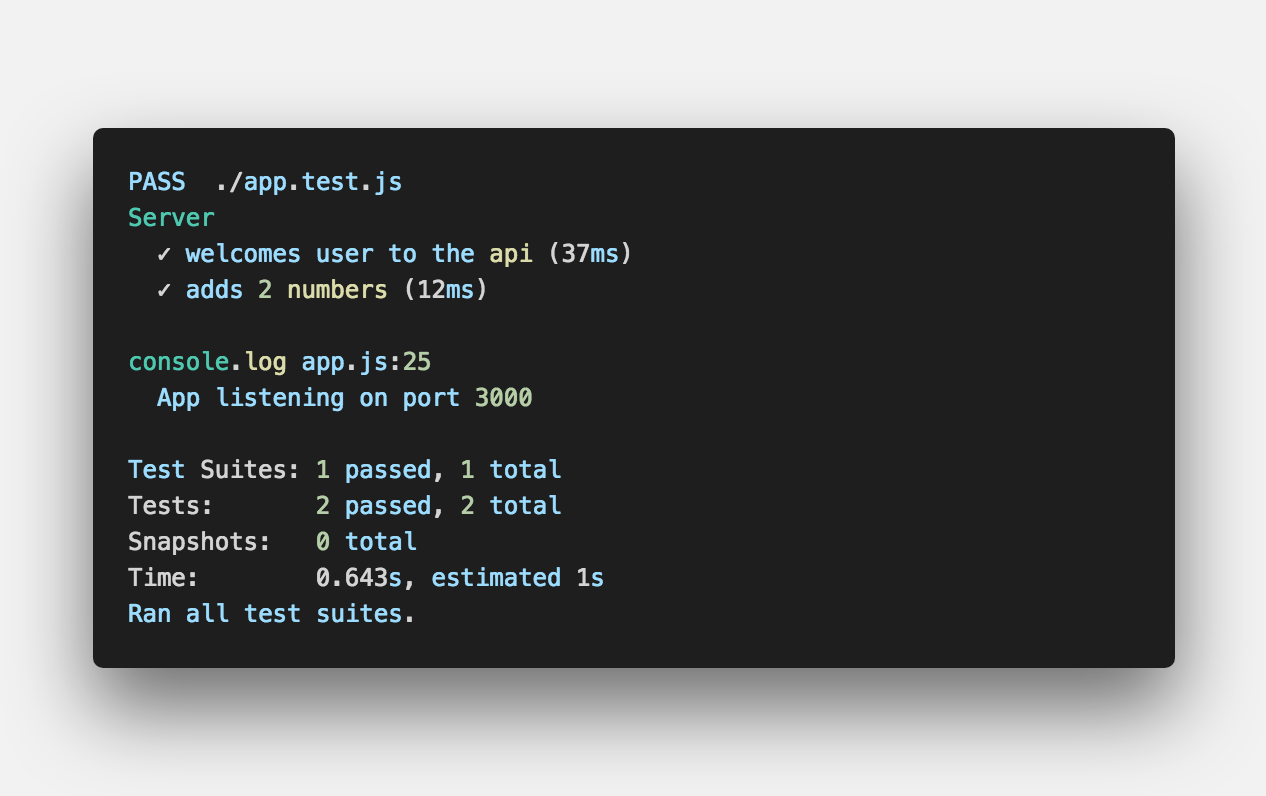 PASS  ./app.test.js
Server
  ✓ welcomes user to the api (37ms)
  ✓ adds 2 numbers (12ms)
console.log app.js:25
  App listening on port 3000
Test Suites: 1 passed, 1 total
Tests:       2 passed, 2 total
Snapshots:   0 total
Time:        0.643s, estimated 1s
Ran all test suites.